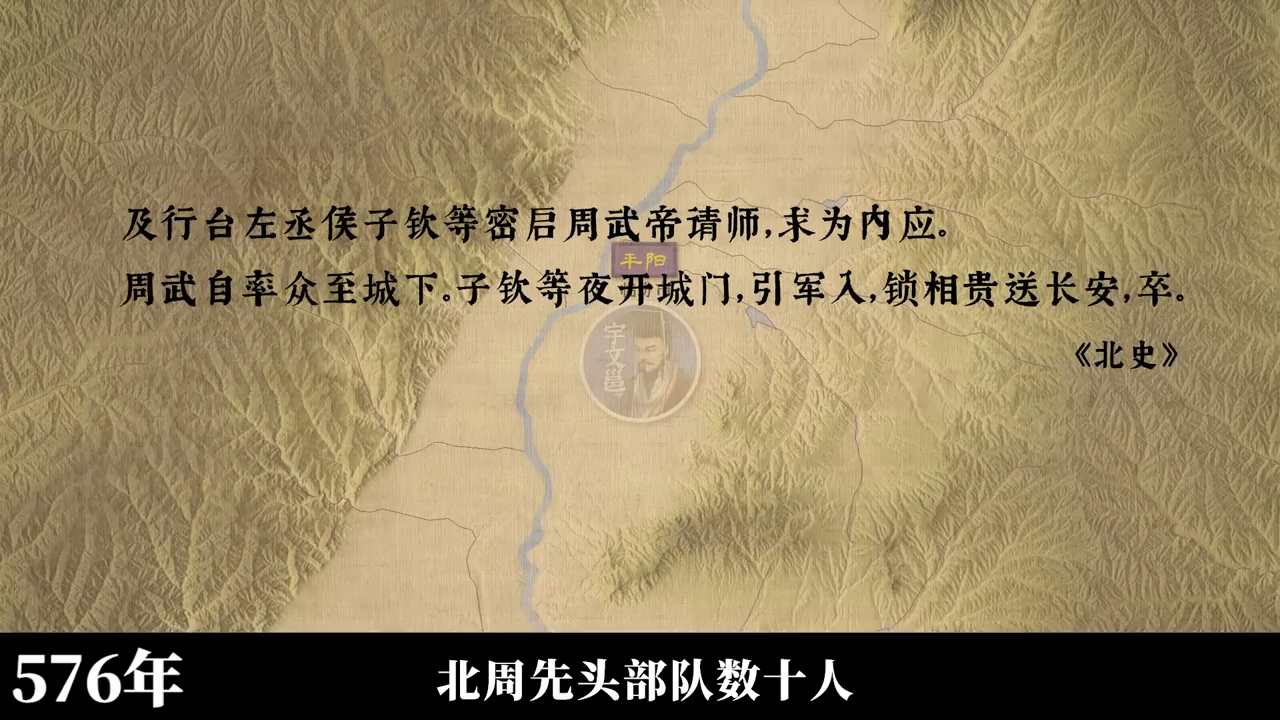 及行台左丞侯子钦等密启周武帝请师,求为内应。
平阳
周武自率众至城下。子钦等夜开城门,引军入,锁相贵送长安,卒。
宇文邕
《北史》
576年
北周先头部队数十人